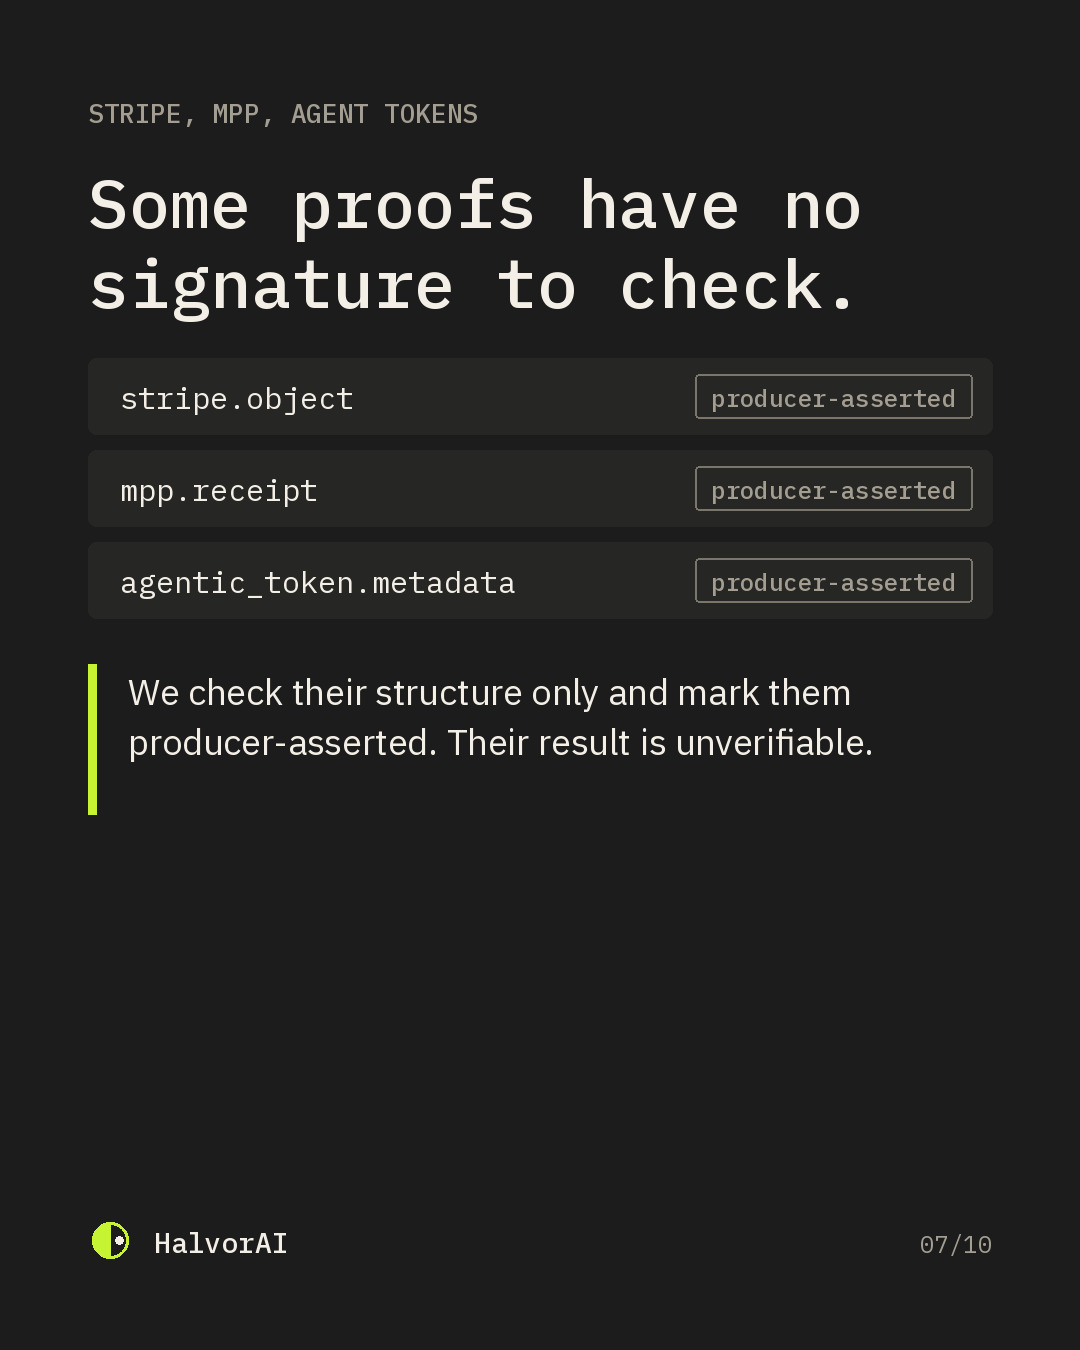 STRIPE, MPP, AGENT TOKENS
Some proofs have no
signature to check.
stripe.object producer-asserted
mpp.receipt producer-asserted
agentic_token.metadata producer-asserted
We check their structure only and mark them
producer-asserted. Their result is unverifiable.
HalvorAI 07/10